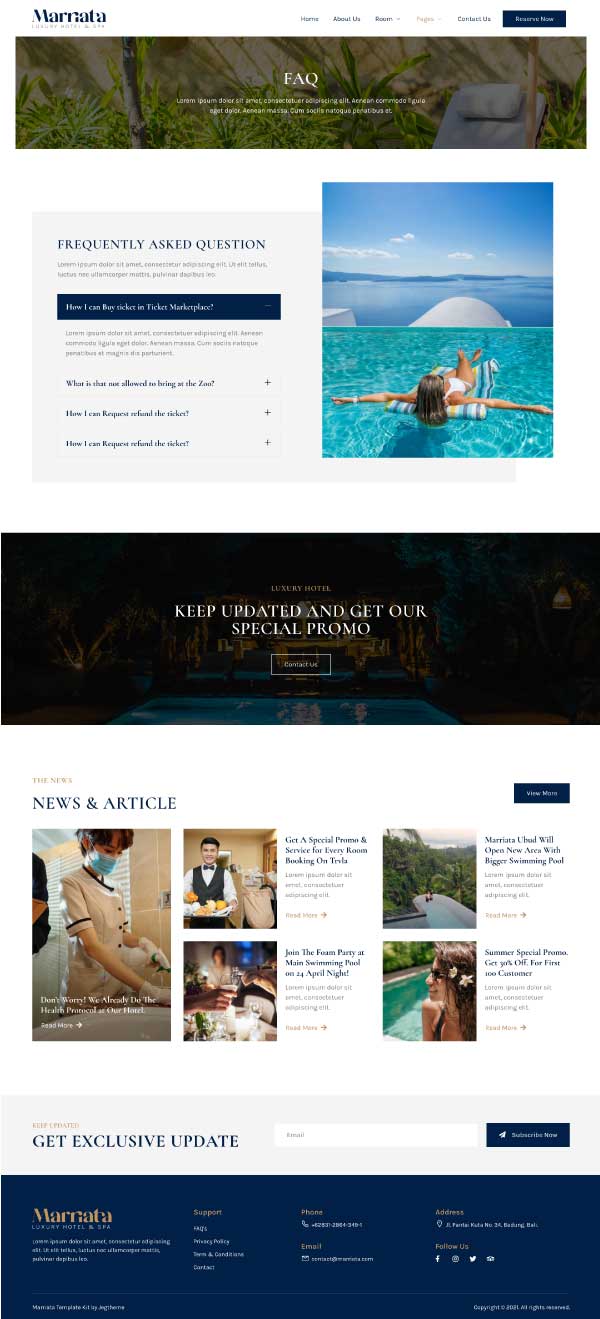 Marriata
LUXURY HOTEL & SPA
Home
About Us
Room
Pages
Contact Us
Reserve Now
FAQ
Lorem ipsum dolor sit amet, consectetuer adipiscing elit. Aenean commodo ligula
eget dolor. Aenean massa. Cum sociis natoque penatibus et.
FREQUENTLY ASKED QUESTION
Lorem ipsum dolor sit amet, consectetur adipiscing elit. Ut elit tellus,
luctus nec ullamcorper mattis, pulvinar dapibus leo.
How I can Buy ticket in Ticket Marketplace?
Lorem ipsum dolor sit amet, consectetuer adipiscing elit. Aenean
commodo ligula eget dolor. Aenean massa. Cum sociis natoque
penatibus et magnis dis parturient.
What is that not allowed to bring at the Zoo?
How I can Request refund the ticket?
How I can Request refund the ticket?
LUXURY HOTEL
KEEP UPDATED AND GET OUR
SPECIAL PROMO
Contact Us
THE NEWS
NEWS & ARTICLE
View More
Don't Worry! We Already Do The
Health Protocol at Our Hotel.
Read More
Get A Special Promo &
Service for Every Room
Booking On Trvla
Lorem ipsum dolor sit
amet, consectetuer
adipiscing elit.
Read More
Marriata Ubud Will
Open New Area With
Bigger Swimming Pool
Lorem ipsum dolor sit
amet, consectetuer
adipiscing elit.
Read More
Join The Foam Party at
Main Swimming Pool
on 24 April Night!
Lorem ipsum dolor sit
amet, consectetuer
adipiscing elit.
Read More
Summer Special Promo.
Get 50% Off. For First
100 Customer
Lorem ipsum dolor sit
amet, consectetuer
adipiscing elit.
Read More
KEEP UPDATED
GET EXCLUSIVE UPDATE
Email
Subscribe Now
Marriata
LUXURY HOTEL & SPA
Lorem ipsum dolor sit amet, consectetur adipiscing
elit. Ut elit tellus, luctus nec ullamcorper mattis,
pulvinar dapibus leo.
Support
FAQ's
Privacy Policy
Term & Conditions
Contact
Phone
+62831-2864-349-1
Email
contact@marriata.com
Address
Jl. Pantai Kuta No. 34, Badung, Bali.
Follow Us
Marriata Template Kit by Jegtheme
Copyright © 2021. All rights reserved.